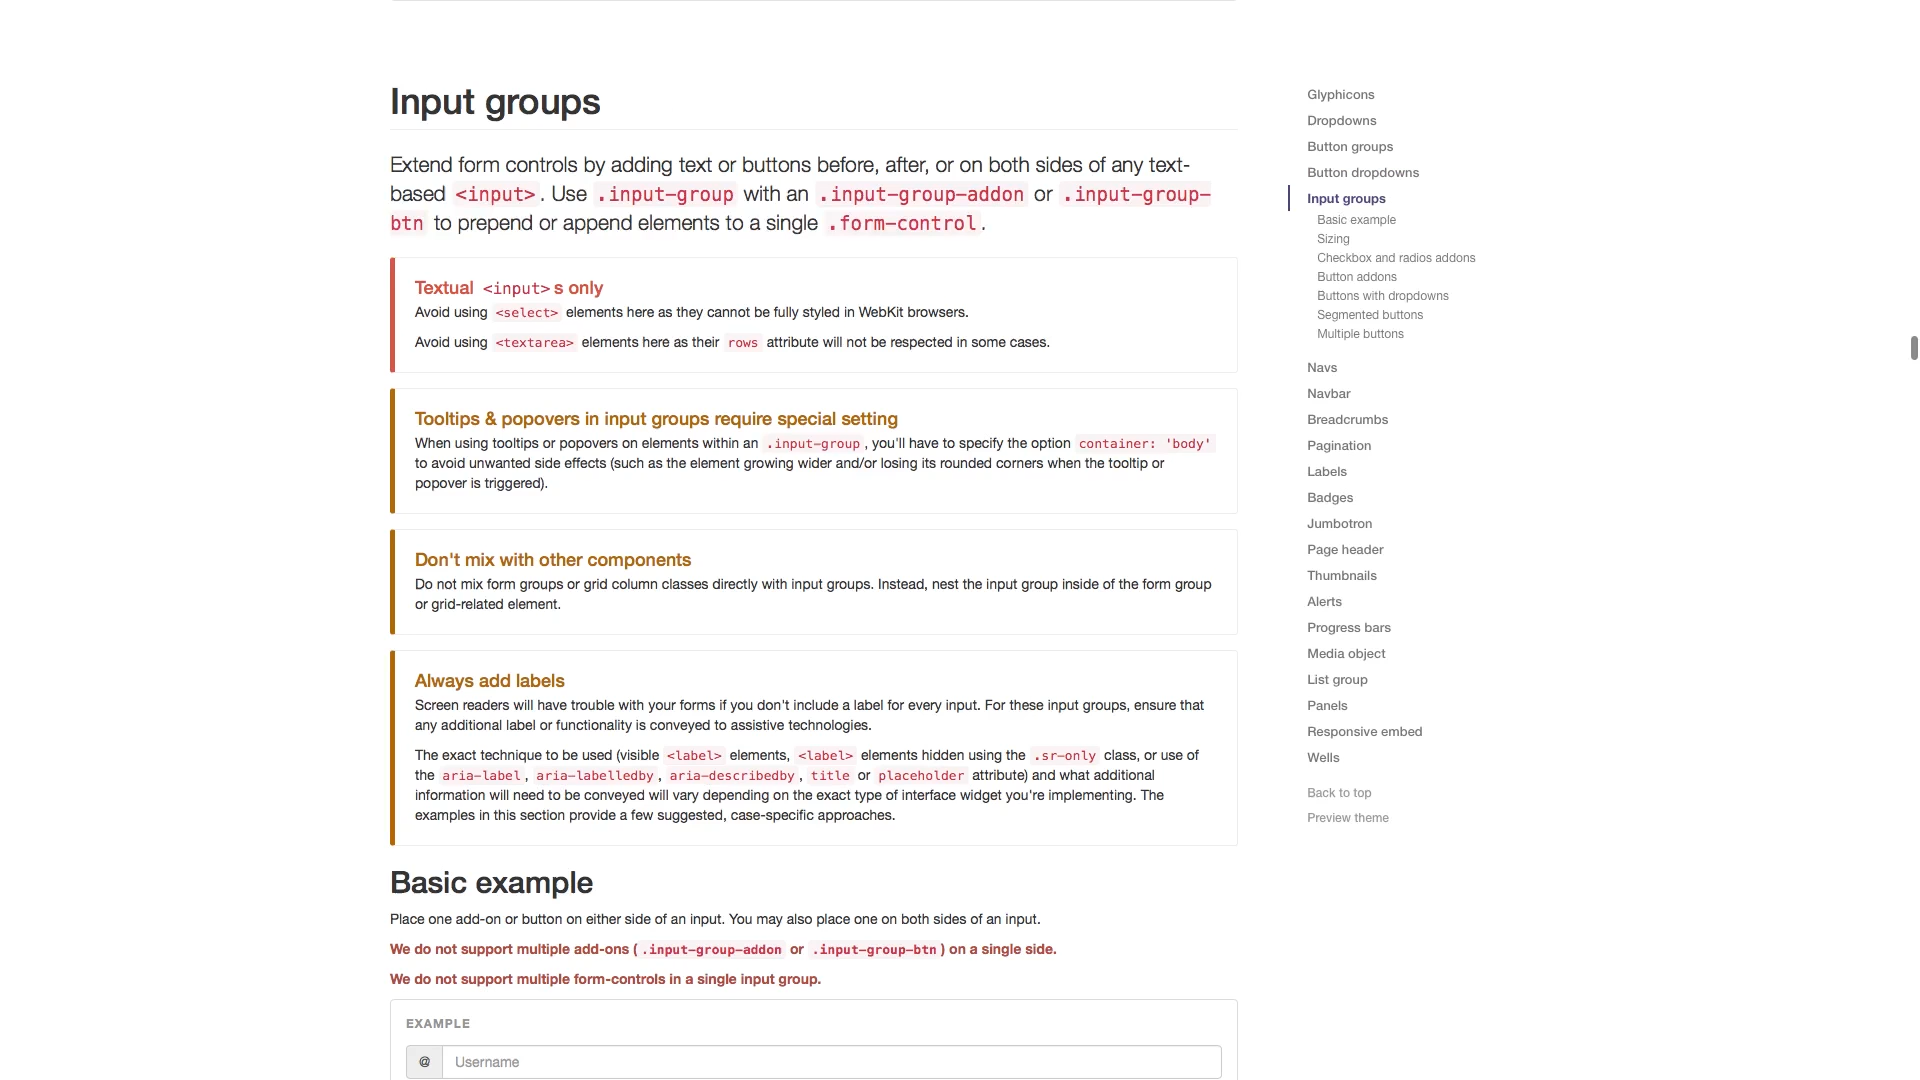 Input groups
Extend form controls by adding text or buttons before, after, or on both sides of any text-
based <input>. Use .input-group with an .input-group-addon or .input-group-
btn to prepend or append elements to a single .form-control.
Textual <input>s only
Avoid using <select> elements here as they cannot be fully styled in WebKit browsers.
Avoid using <textarea> elements here as their rows attribute will not be respected in some cases.
Tooltips & popovers in input groups require special setting
When using tooltips or popovers on elements within an .input-group, you'll have to specify the option container: 'body'
to avoid unwanted side effects (such as the element growing wider and/or losing its rounded corners when the tooltip or
popover is triggered).
Don't mix with other components
Do not mix form groups or grid column classes directly with input groups. Instead, nest the input group inside of the form group
or grid-related element.
Always add labels
Screen readers will have trouble with your forms if you don't include a label for every input. For these input groups, ensure that
any additional label or functionality is conveyed to assistive technologies.
The exact technique to be used (visible <label> elements, <label> elements hidden using the .sr-only class, or use of
the aria-label, aria-labelledby, aria-describedby, title or placeholder attribute) and what additional
information will need to be conveyed will vary depending on the exact type of interface widget you're implementing. The
examples in this section provide a few suggested, case-specific approaches.
Basic example
Place one add-on or button on either side of an input. You may also place one on both sides of an input.
We do not support multiple add-ons (.input-group-addon or .input-group-btn) on a single side.
We do not support multiple form-controls in a single input group.
EXAMPLE
@ Username
Glyphicons
Dropdowns
Button groups
Button dropdowns
Input groups
Basic example
Sizing
Checkbox and radios addons
Button addons
Buttons with dropdowns
Segmented buttons
Multiple buttons
Navs
Navbar
Breadcrumbs
Pagination
Labels
Badges
Jumbotron
Page header
Thumbnails
Alerts
Progress bars
Media object
List group
Panels
Responsive embed
Wells
Back to top
Preview theme